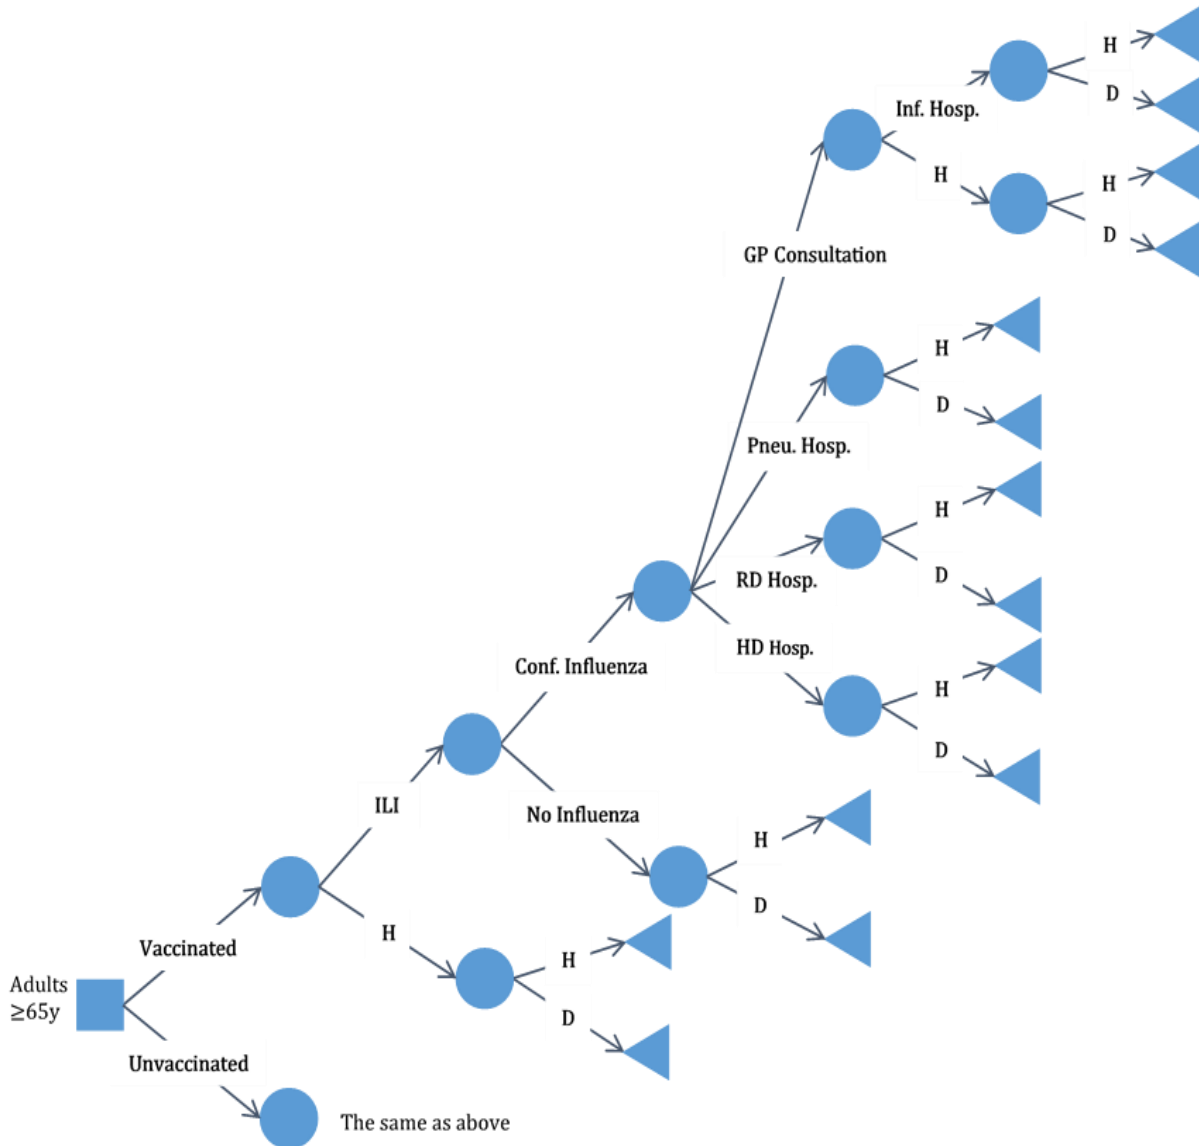 H
D
Inf. Hosp.
H
H
D
GP Consultation
H
D
Pneu. Hosp.
H
D
RD Hosp.
HD Hosp.
H
D
Conf. Influenza
No Influenza
H
D
ILI
H
H
D
Vaccinated
Adults
≥65y
Unvaccinated
The same as above